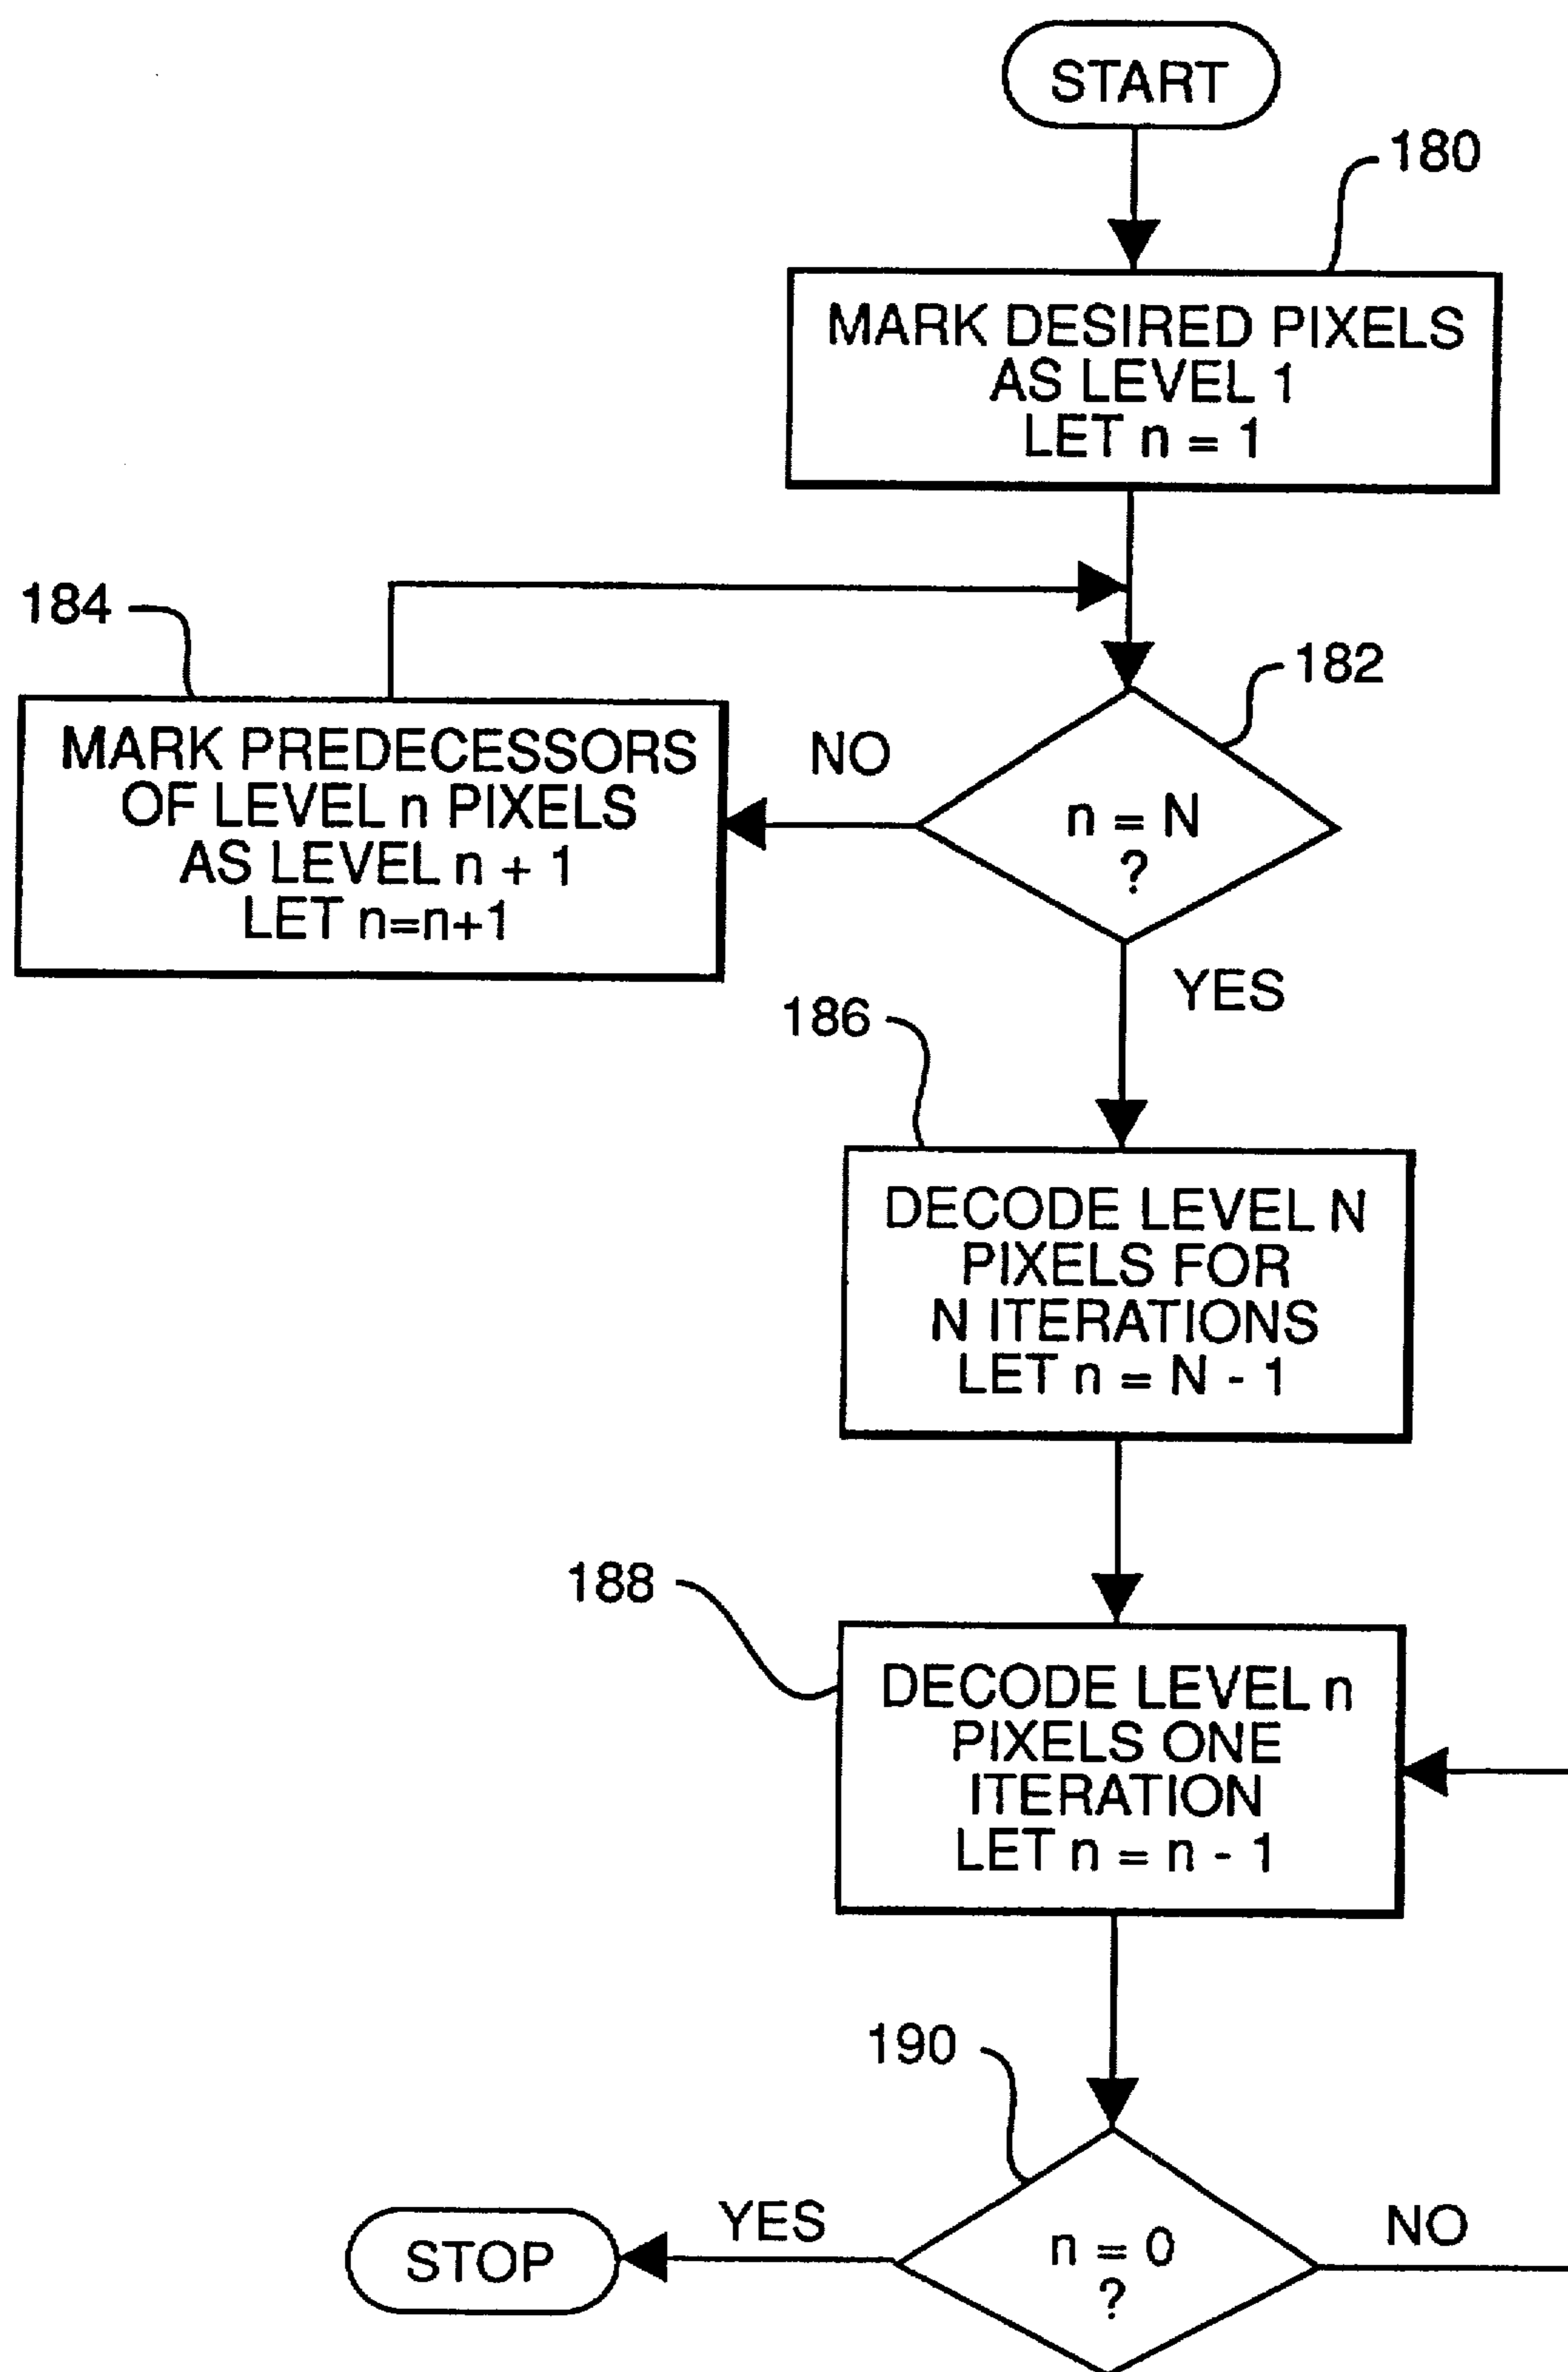 START
180
MARK DESIRED PIXELS
AS LEVEL 1
LET n = 1
184
182
MARK PREDECESSORS
OF LEVEL n PIXELS
AS LEVEL n + 1
LET n=n+1
NO
n = N
?
YES
186
DECODE LEVEL N
PIXELS FOR
N ITERATIONS
LET n = N - 1
188
DECODE LEVEL n
PIXELS ONE
ITERATION
LET n = n - 1
190
STOP
YES
n = 0
?
NO